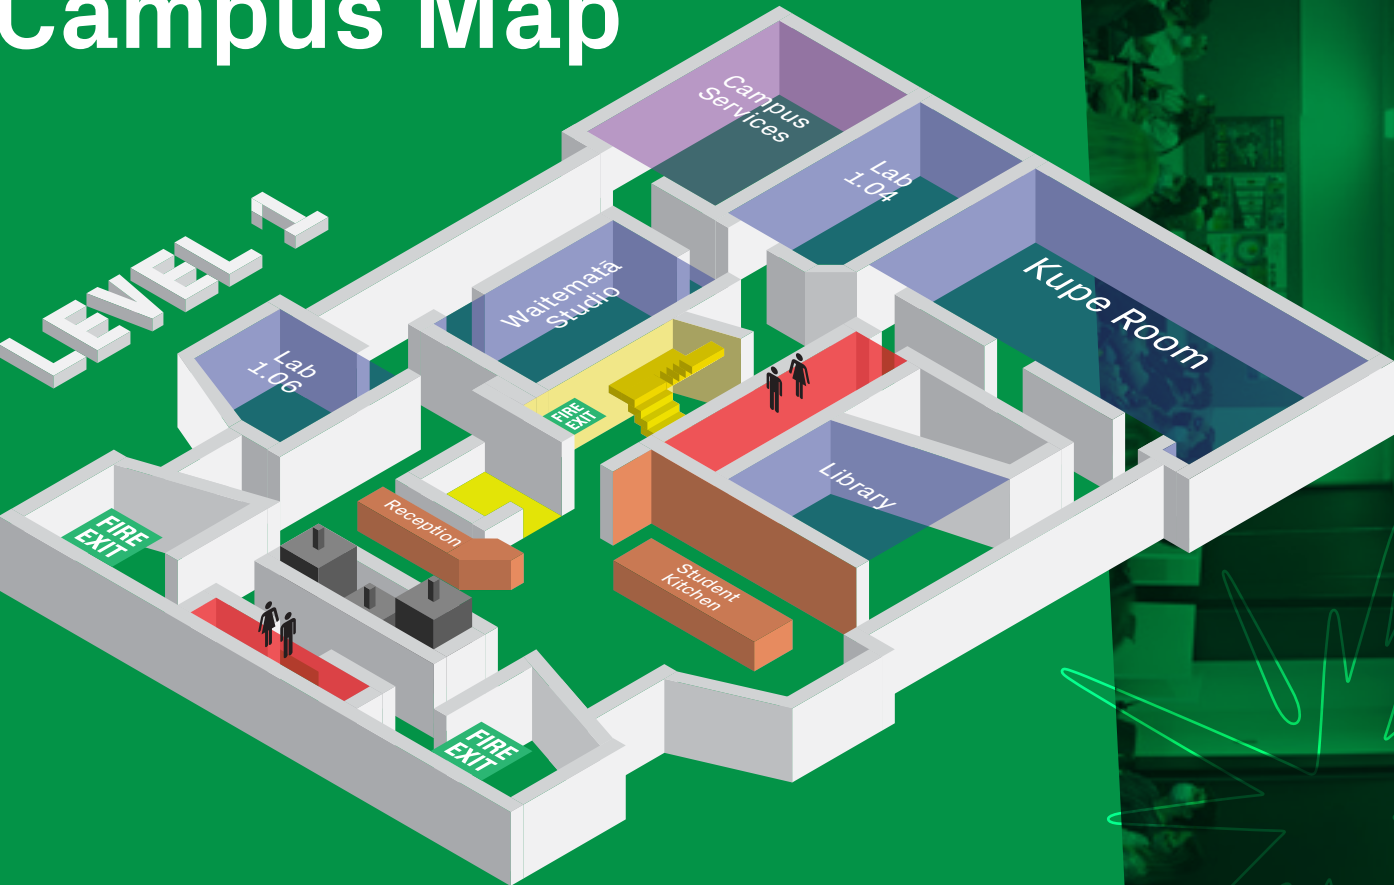 Campus Map
LEVEL 1
Campus
Services
Lab
1.04
Kupe Room
Waitematā
Studio
Lab
1.06
FIRE
EXIT
Library
Reception
FIRE
EXIT
Student
Kitchen
FIRE
EXIT